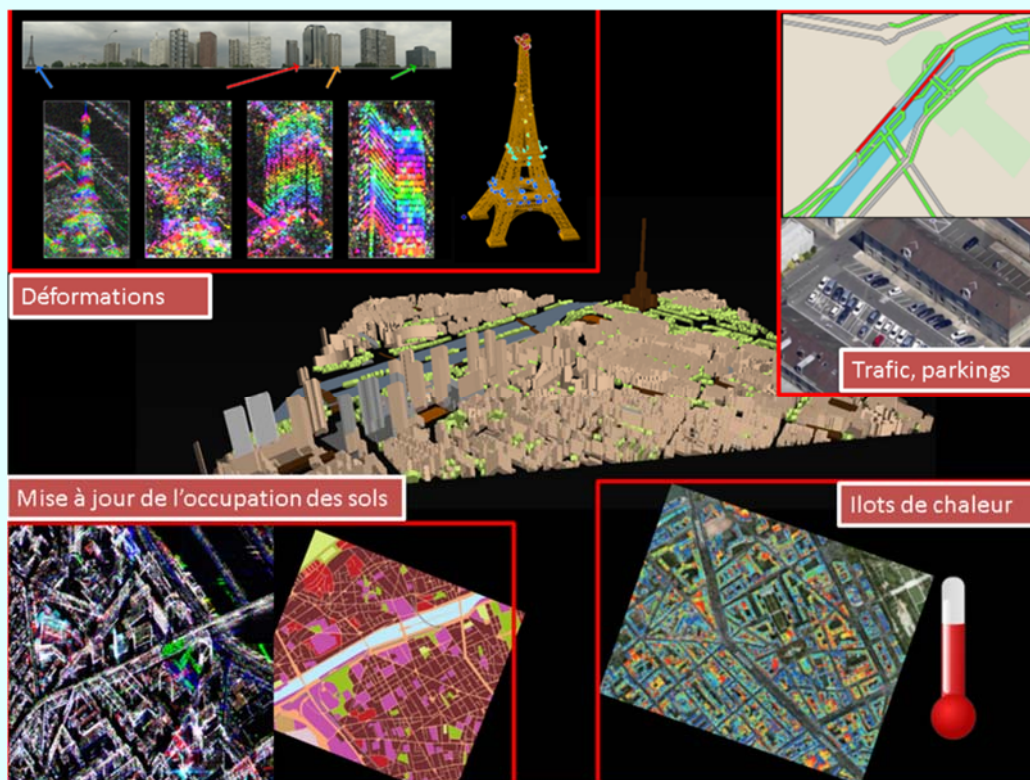 Déformations
Trafic, parkings
Mise à jour de l'occupation des sols
Ilots de chaleur